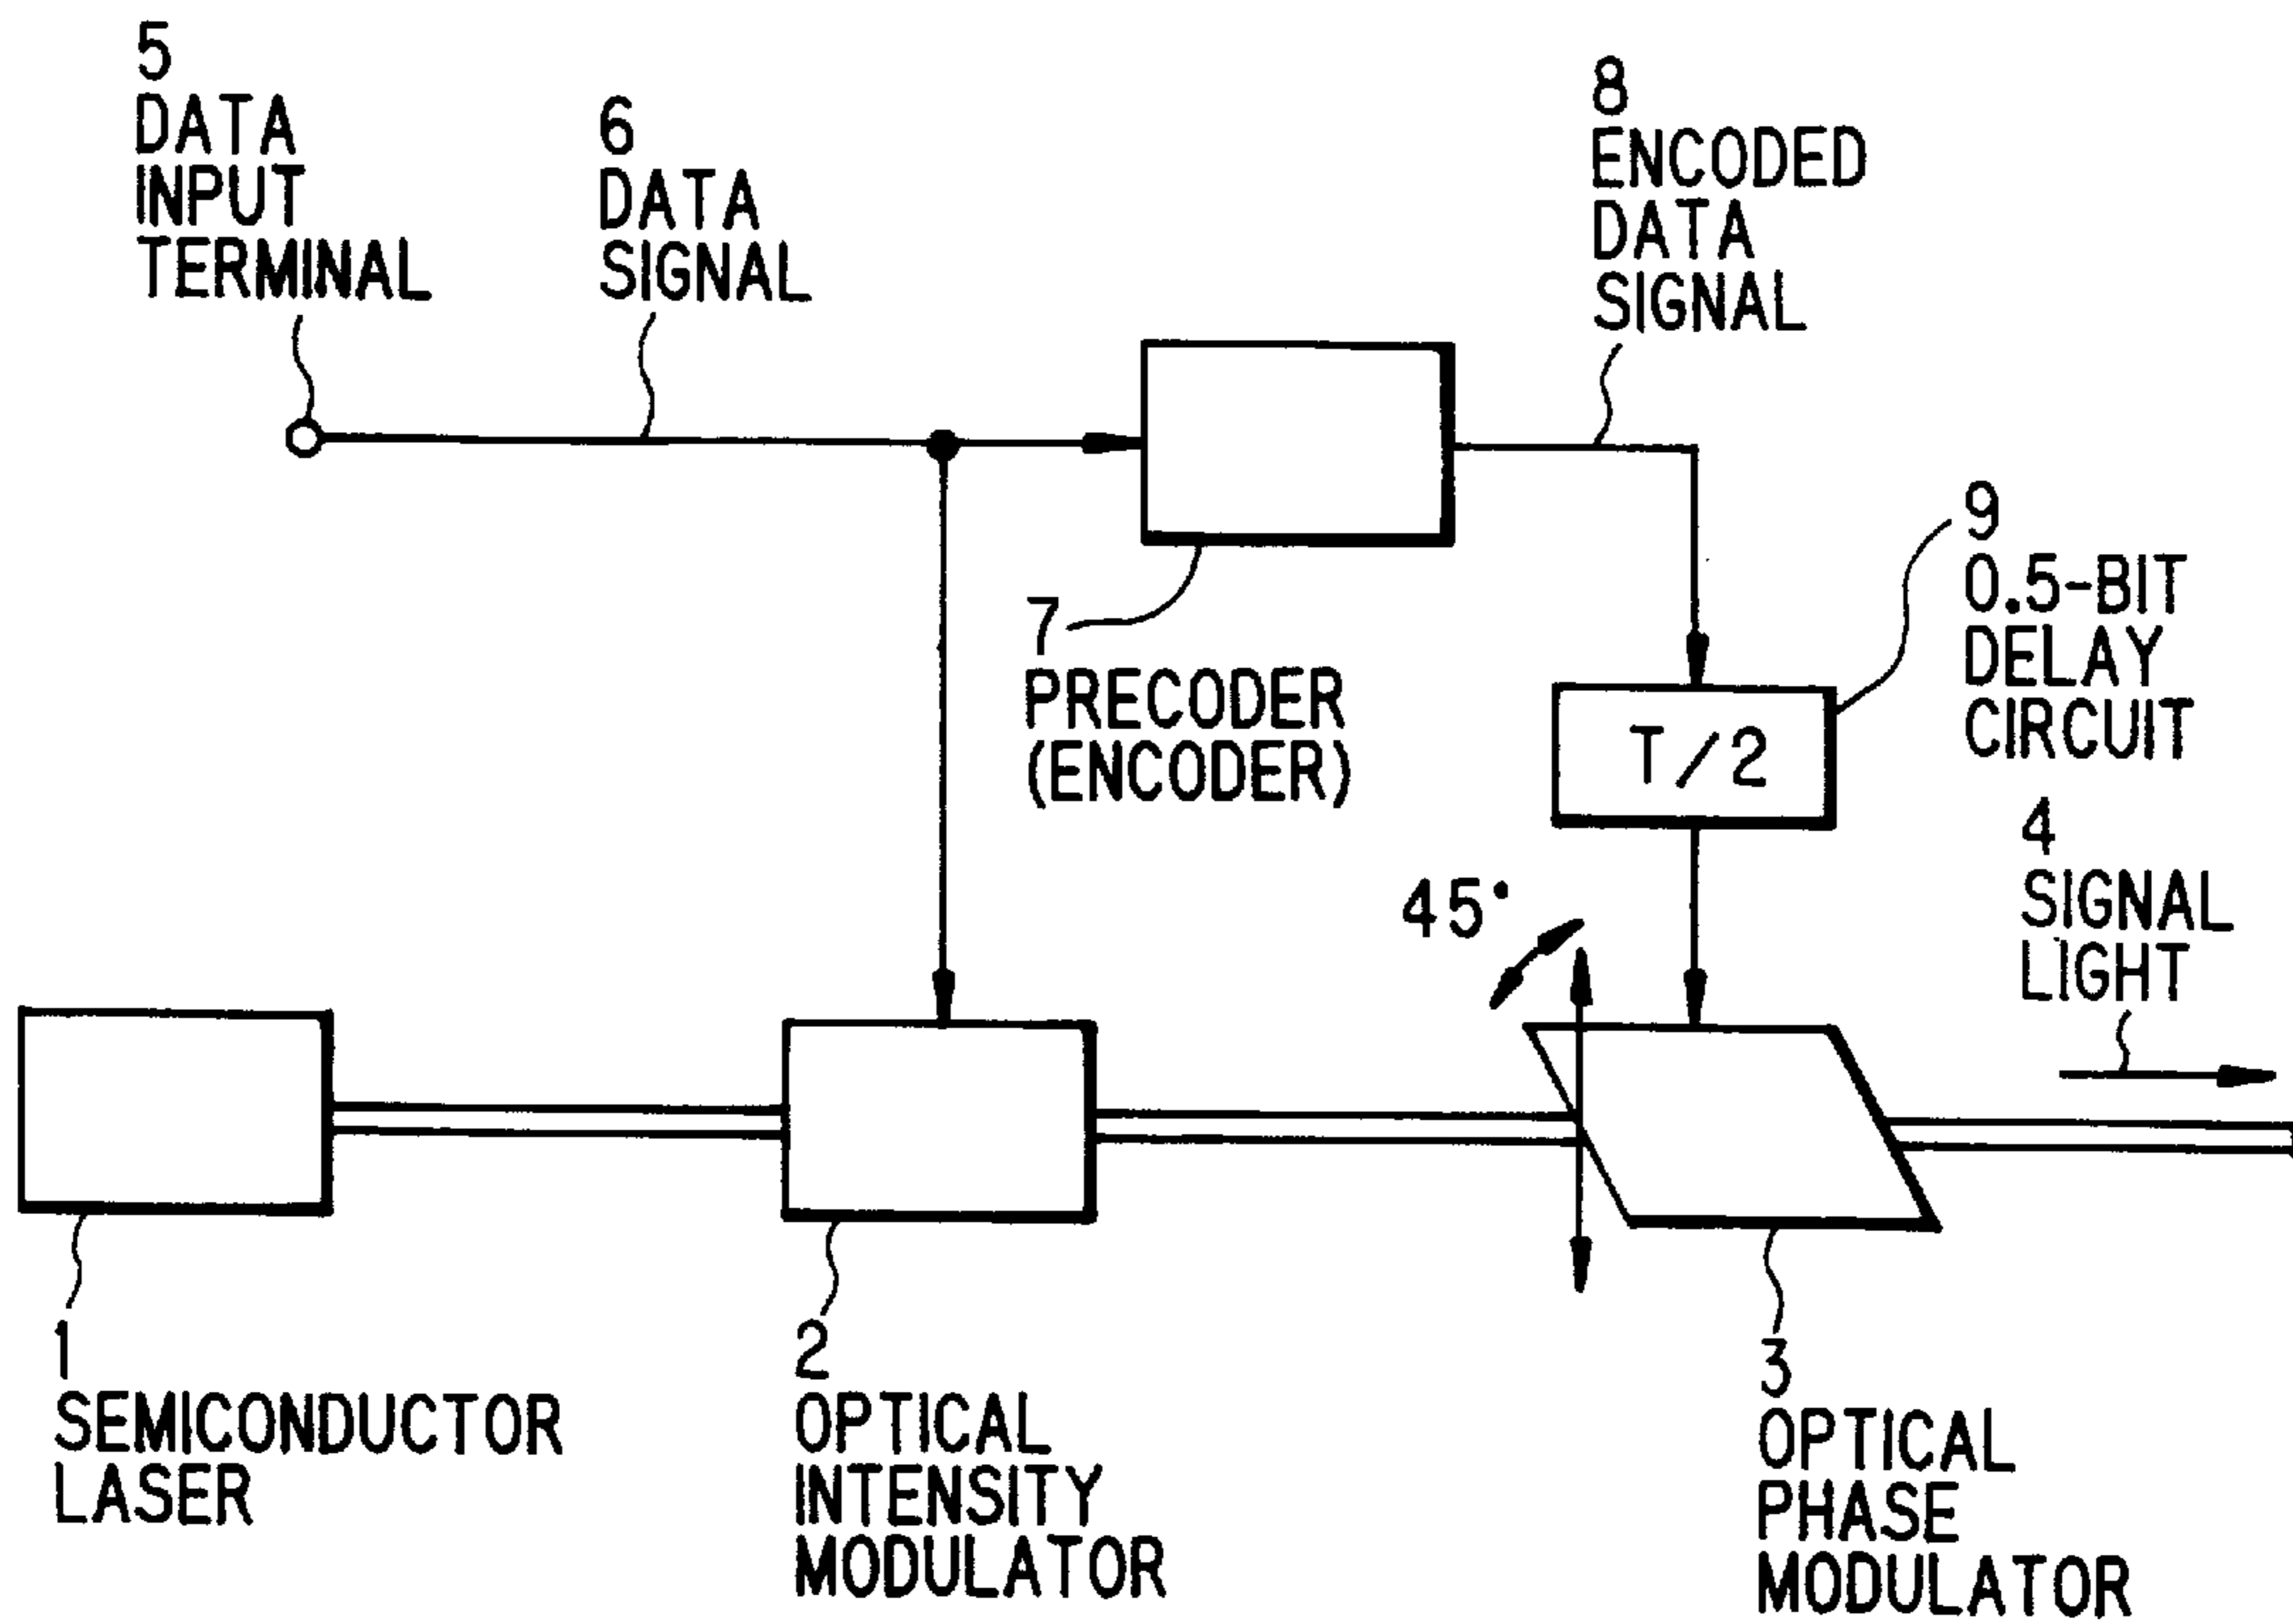 5
DATA
INPUT
TERMINAL
6
DATA
SIGNAL
8
ENCODED
DATA
SIGNAL
7
PRECODER
(ENCODER)
9
0.5-BIT
DELAY
CIRCUIT
T/2
45°
4
SIGNAL
LIGHT
1
SEMICONDUCTOR
LASER
2
OPTICAL
INTENSITY
MODULATOR
3
OPTICAL
PHASE
MODULATOR